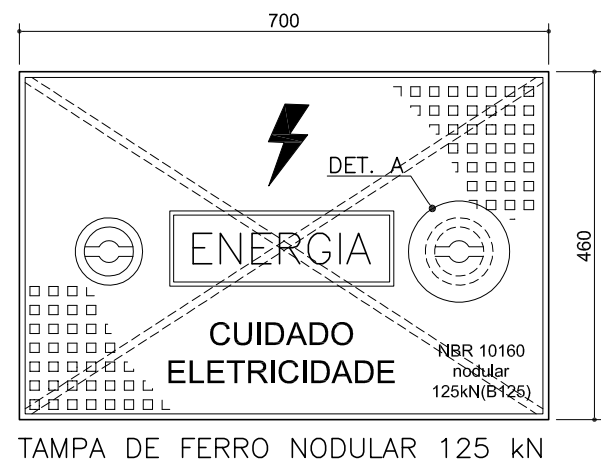 700
DET. A
ENERGIA
460
CUIDADO
ELETRICIDADE
NBR 10160
nodular
125kN(B125)
TAMPA DE FERRO NODULAR 125 kN